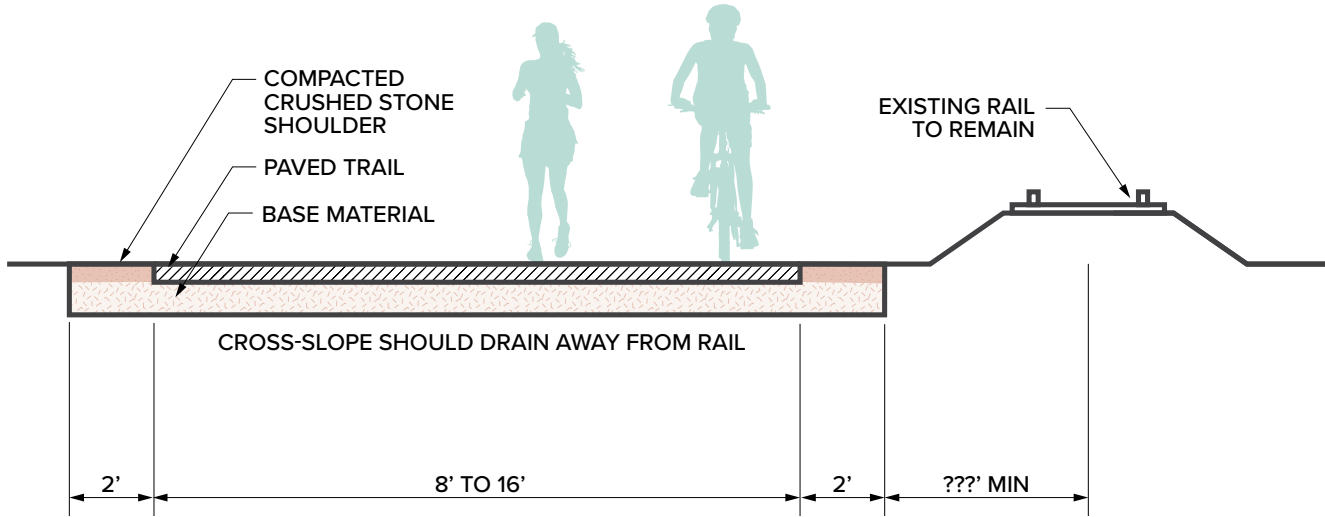 COMPACTED
CRUSHED STONE
SHOULDER
PAVED TRAIL
BASE MATERIAL
EXISTING RAIL
TO REMAIN
CROSS-SLOPE SHOULD DRAIN AWAY FROM RAIL
2’
8’ TO 16’
2’
???’ MIN